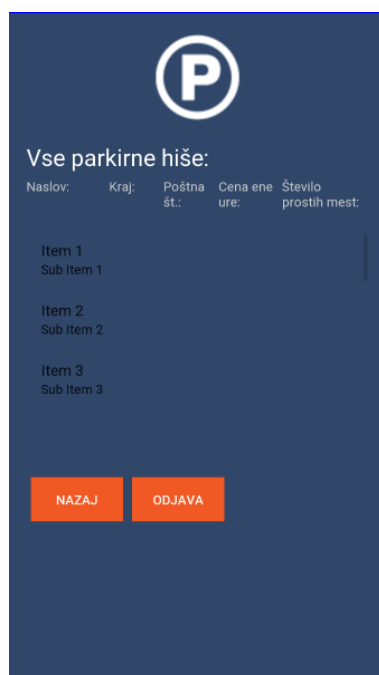 P
Vse parkirne hiše:
Naslov: Kraj: Poštna št.: Cena ene ure: Število prostih mest:
Item 1
Sub Item 1
Item 2
Sub Item 2
Item 3
Sub Item 3
NAZAJ ODJAVA